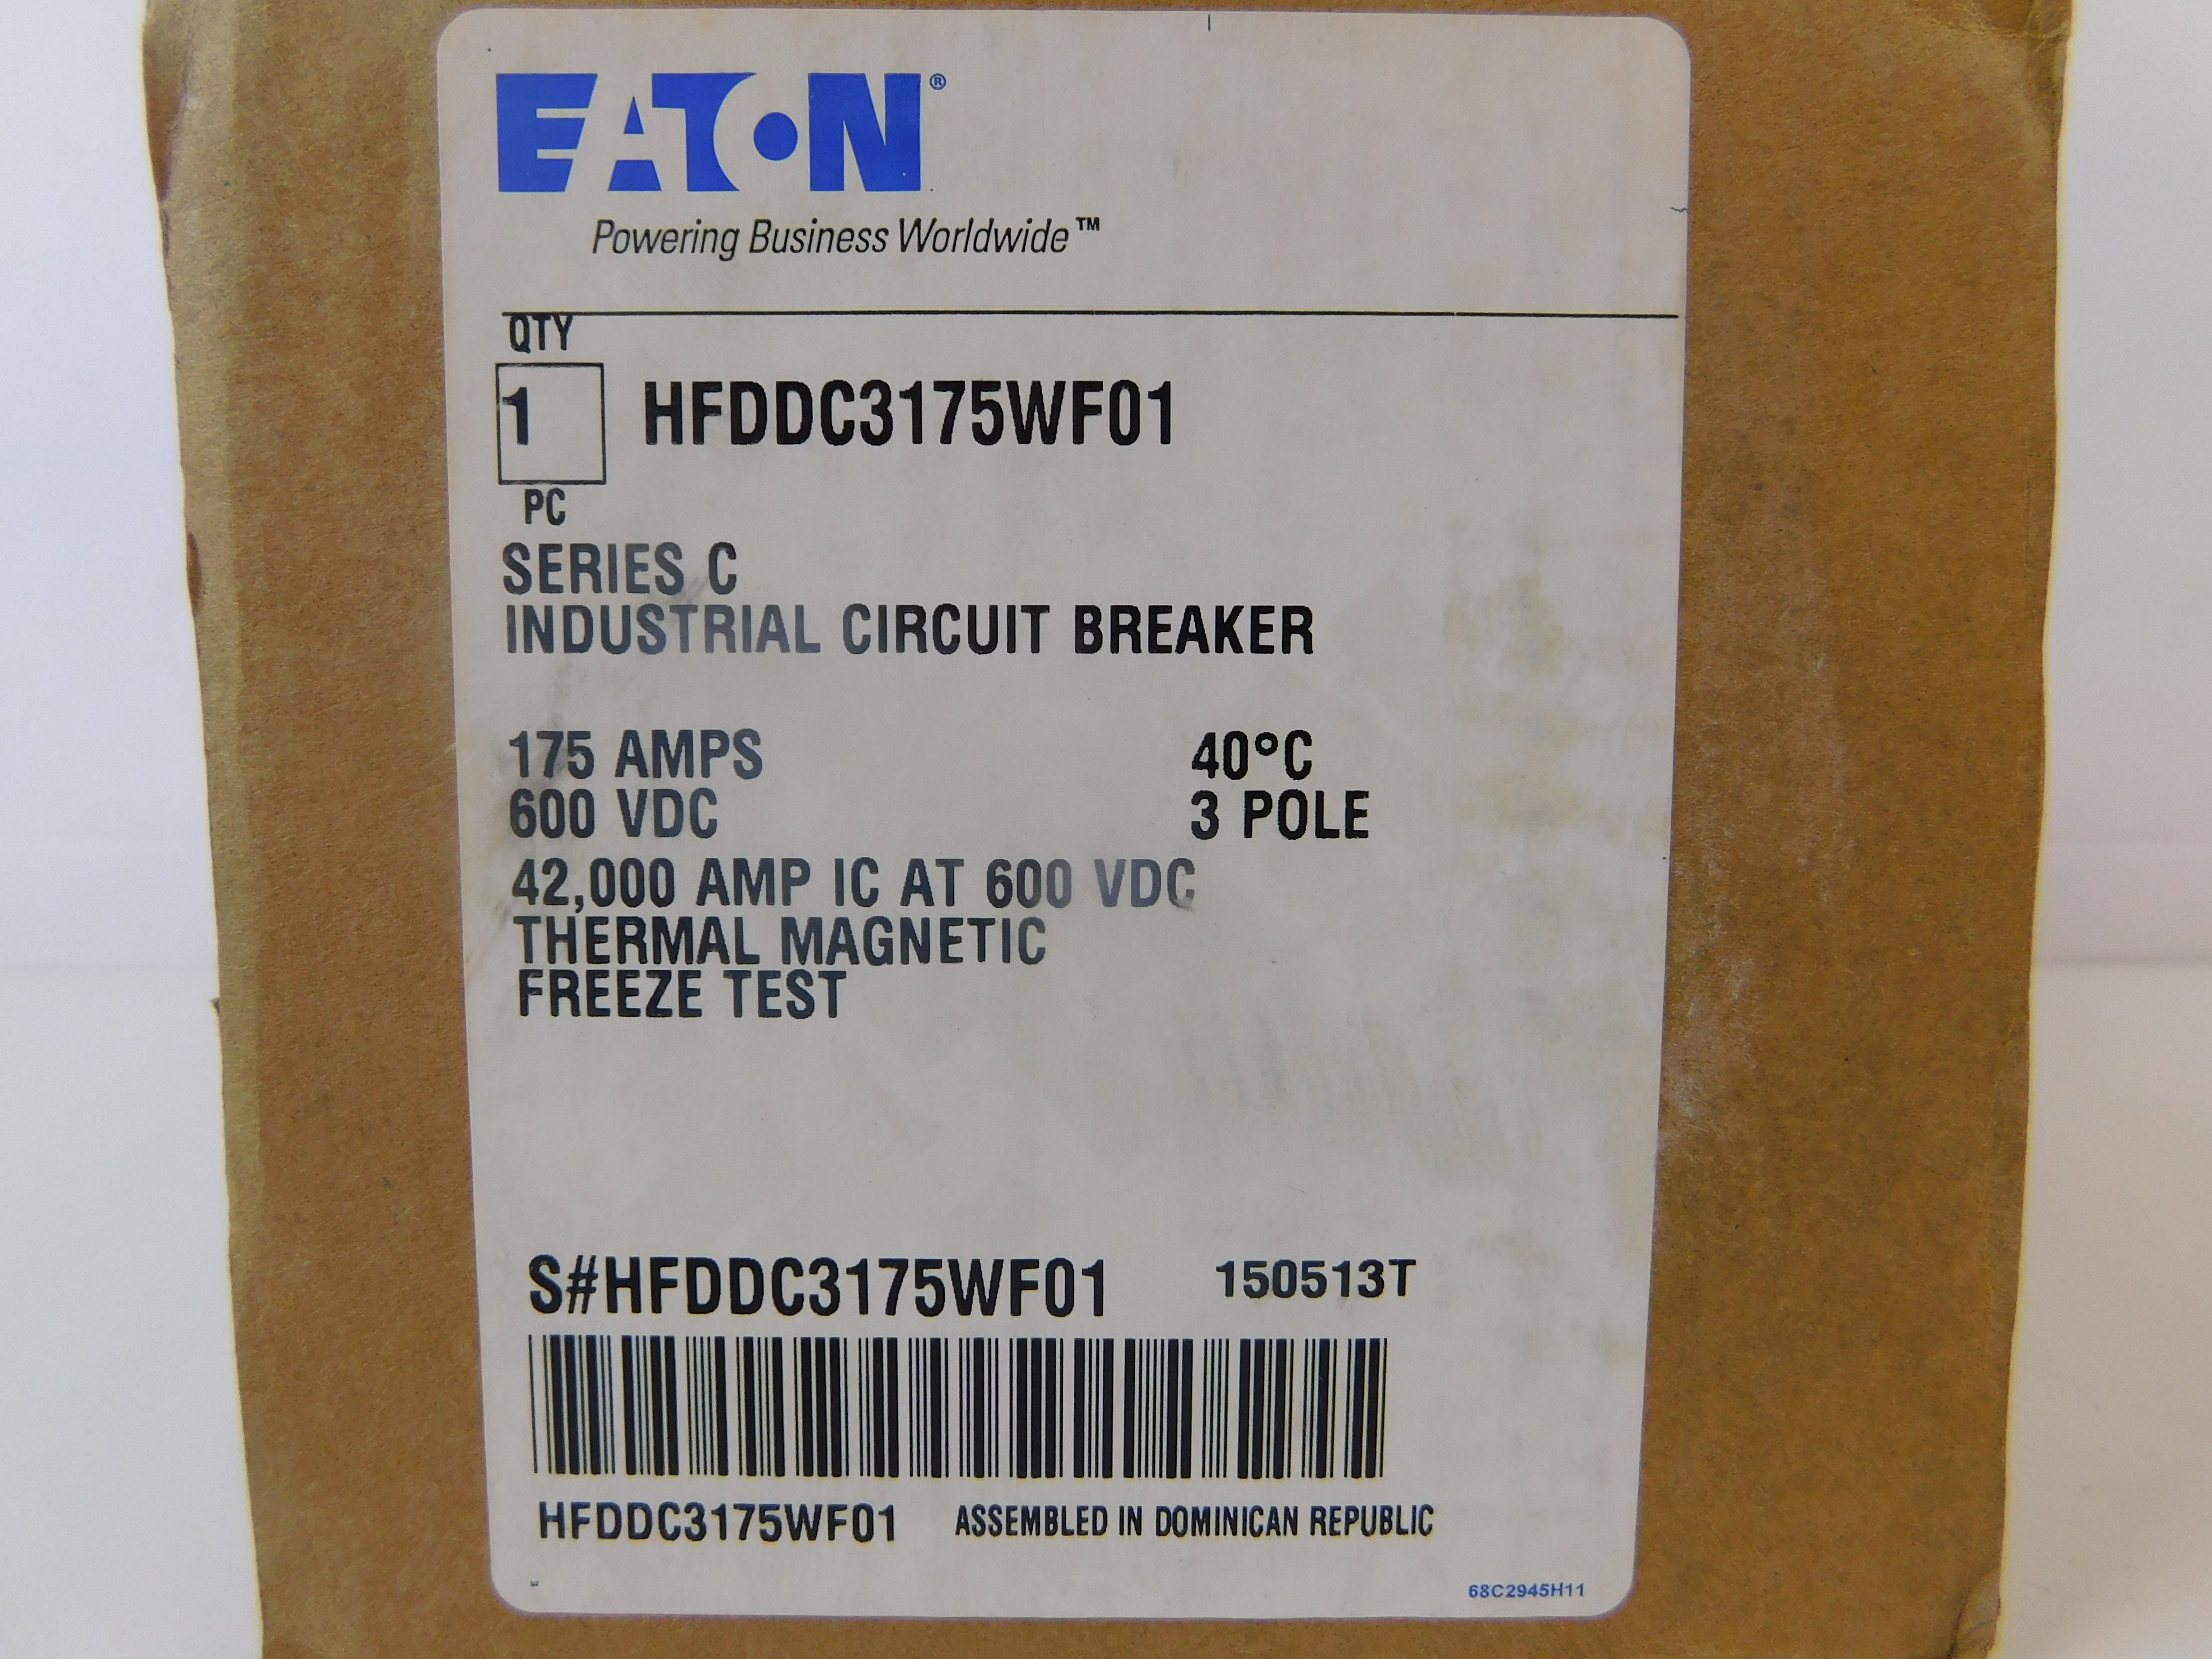 EATON®
Powering Business Worldwide™
QTY
1 HFDDC3175WF01
PC
SERIES C
INDUSTRIAL CIRCUIT BREAKER
175 AMPS 40°C
600 VDC 3 POLE
42,000 AMP IC AT 600 VDC
THERMAL MAGNETIC
FREEZE TEST
S#HFDDC3175WF01 150513T
HFDDC3175WF01 ASSEMBLED IN DOMINICAN REPUBLIC
68C2945H11